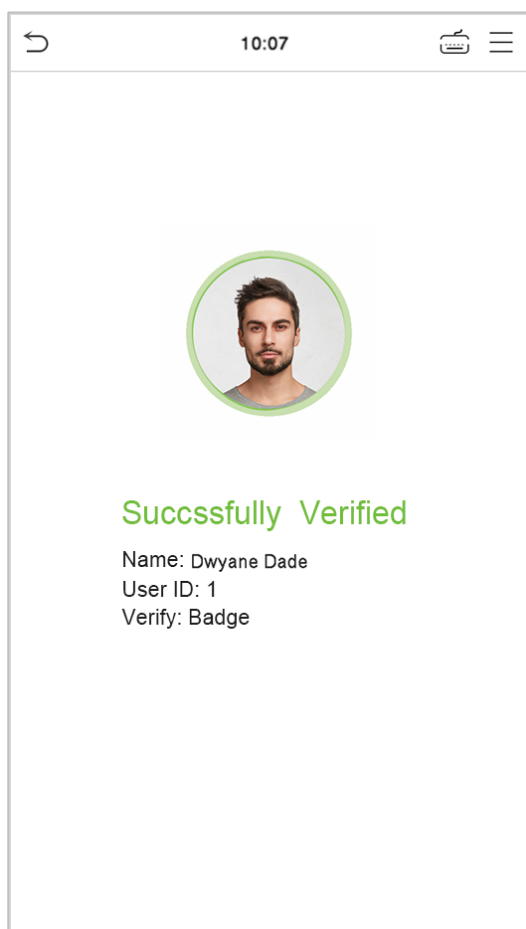 10:07
Succssfully Verified
Name: Dwyane Dade
User ID: 1
Verify: Badge